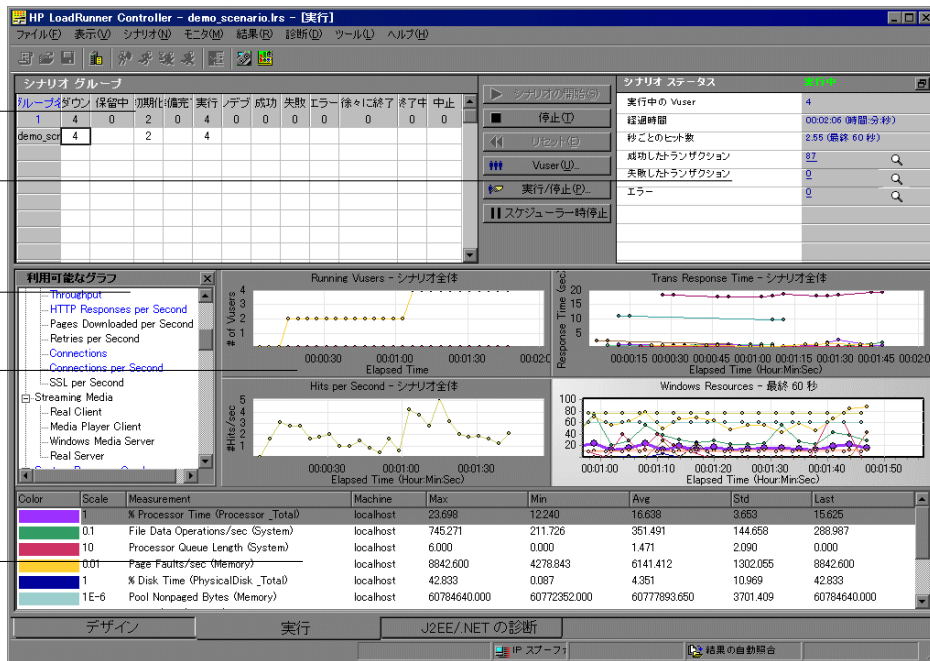 HP LoadRunner Controller - demo_scenario.lrs - [実行]
ファイル(F) 表示(V) シナリオ(N) モニタ(M) 結果(R) 診断(D) ツール(L) ヘルプ(H)
シナリオ グループ
グループ名 ダウン 保留中 初期化 準備完了 実行 ランデブ 成功 失敗 エラー 徐々に終了 終了中 中止
1 4 0 2 0 4 0 0 0 0 0 0 0
demo_scr 4 2 4
シナリオの開始(S)
停止(T)
リセット(E)
Vuser(U)...
実行/停止(P)...
スケジューラ一時停止
シナリオ ステータス 実行中
実行中の Vuser 4
経過時間 00:02:06 (時間:分:秒)
秒ごとのヒット数 2.55 (最終 60 秒)
成功したトランザクション 87
失敗したトランザクション 0
エラー 0
利用可能なグラフ
Throughput
HTTP Responses per Second
Pages Downloaded per Second
Retries per Second
Connections
Connections per Second
SSL per Second
Streaming Media
Real Client
Media Player Client
Windows Media Server
Real Server
Running Vusers - シナリオ全体
# of Vusers
4
3
2
1
00:00:30 00:01:00 00:01:30 00:02:0
Elapsed Time
Trans Response Time - シナリオ全体
Response Time (sec)
20
15
10
5
00:00:15 00:00:30 00:00:45 00:01:00 00:01:15 00:01:30 00:01:45 00:02:0
Elapsed Time (Hour:Min:Sec)
Hits per Second - シナリオ全体
#Hits/sec
5
4
3
2
1
00:00:30 00:01:00 00:01:30
Elapsed Time (Hour:Min:Sec)
Windows Resources - 最終 60 秒
100
80
60
40
20
00:01:00 00:01:10 00:01:20 00:01:30 00:01:40 00:01:50
Elapsed Time (Hour:Min:Sec)
Color Scale Measurement Machine Max Min Avg Std Last
1 % Processor Time (Processor _Total) localhost 23.698 12.240 16.638 3.653 15.625
0.1 File Data Operations/sec (System) localhost 745.271 211.726 351.491 144.658 288.987
10 Processor Queue Length (System) localhost 6.000 0.000 1.471 2.090 0.000
0.01 Page Faults/sec (Memory) localhost 8842.600 4278.843 6141.412 1302.055 8842.600
1 % Disk Time (PhysicalDisk _Total) localhost 42.833 0.087 4.351 10.969 42.833
1E-6 Pool Nonpaged Bytes (Memory) localhost 60784640.000 60772352.000 60777893.650 3701.409 60784640.000
デザイン 実行 J2EE/.NET の診断
IP スプーフィ 結果の自動照合